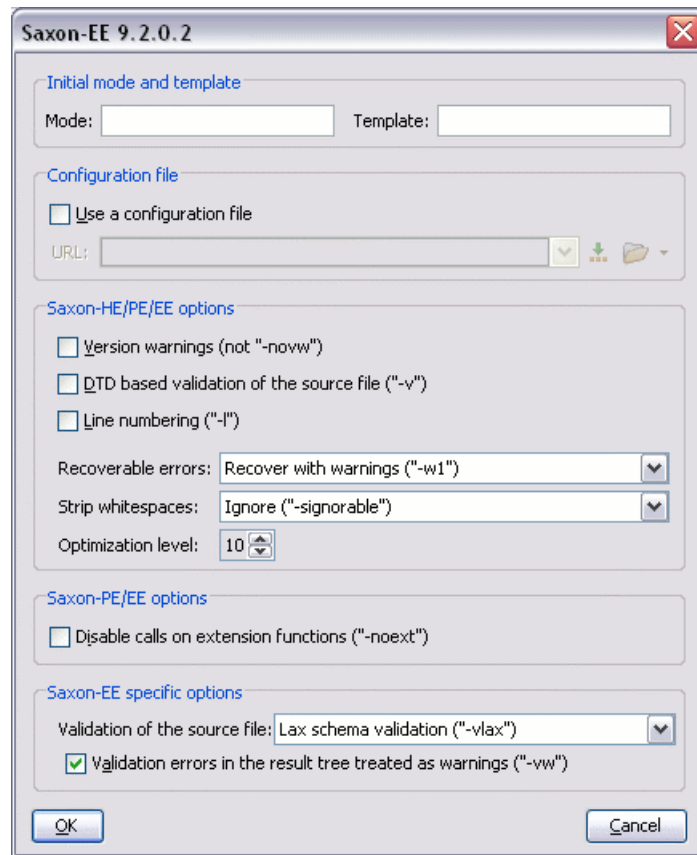 Saxon-EE 9.2.0.2
Initial mode and template
Mode: Template:
Configuration file
Use a configuration file
URL:
Saxon-HE/PE/EE options
Version warnings (not "-novw")
DTD based validation of the source file ("-v")
Line numbering ("-l")
Recoverable errors: Recover with warnings ("-w1")
Strip whitespaces: Ignore ("-signorable")
Optimization level: 10
Saxon-PE/EE options
Disable calls on extension functions ("-noext")
Saxon-EE specific options
Validation of the source file: Lax schema validation ("-vlax")
Validation errors in the result tree treated as warnings ("-vw")
OK Cancel